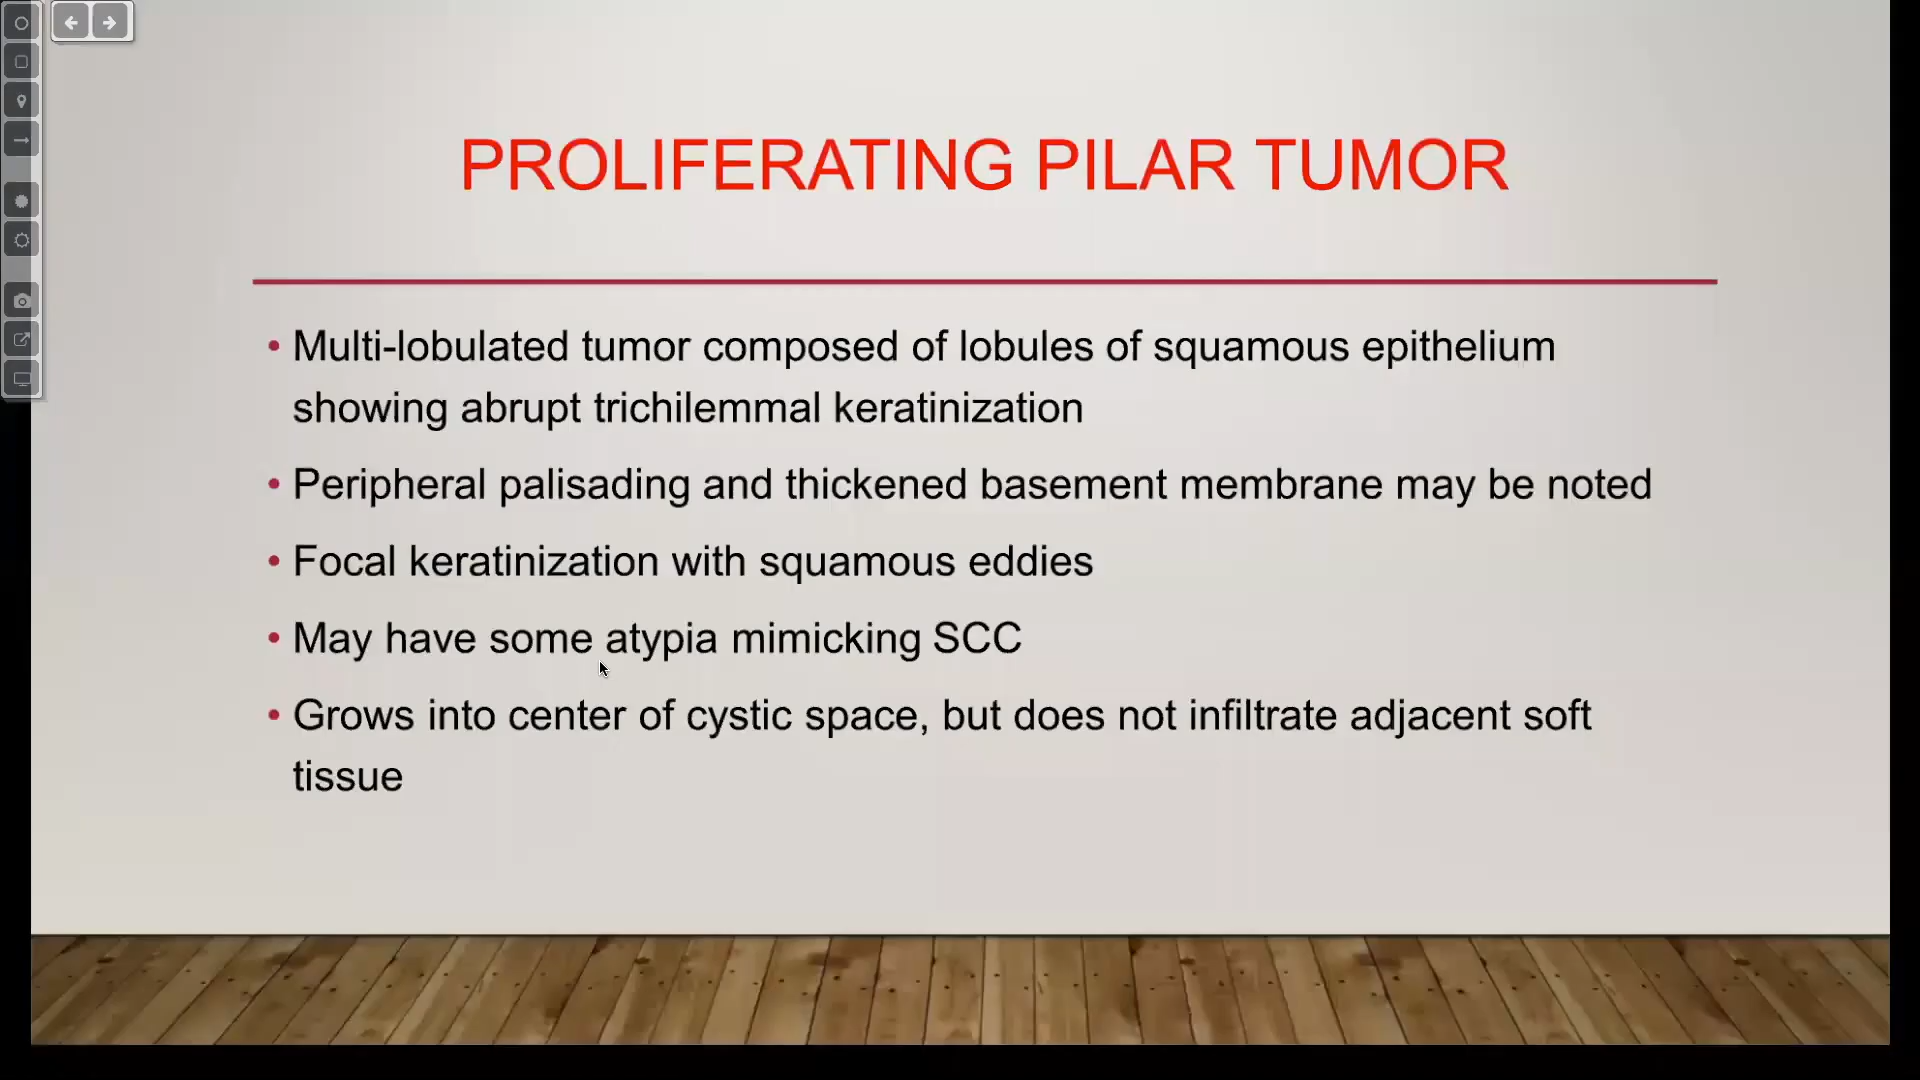 PROLIFERATING PILAR TUMOR
• Multi-lobulated tumor composed of lobules of squamous epithelium
showing abrupt trichilemmal keratinization
• Peripheral palisading and thickened basement membrane may be noted
• Focal keratinization with squamous eddies
• May have some atypia mimicking SCC
• Grows into center of cystic space, but does not infiltrate adjacent soft
tissue